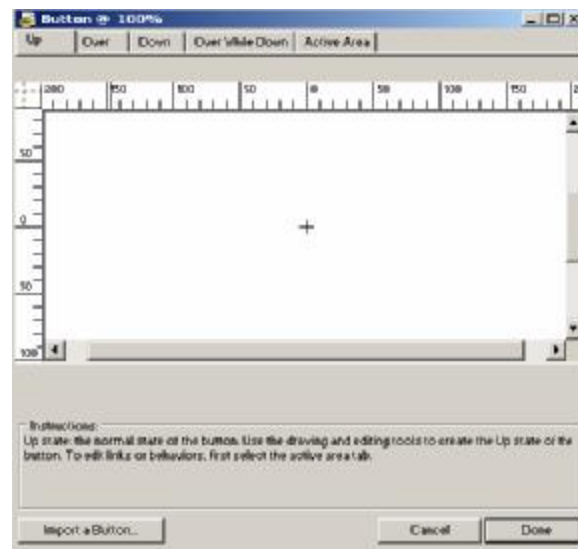 Button @ 100%
Up Over Down Over While Down Active Area
200 150 100 50 0 50 100 150 2
50
0
50
100
Instructions:
Up state: the normal state of the button. Use the drawing and editing tools to create the Up state of the
button. To edit links or behaviors, first select the active area tab.
Import a Button... Cancel Done